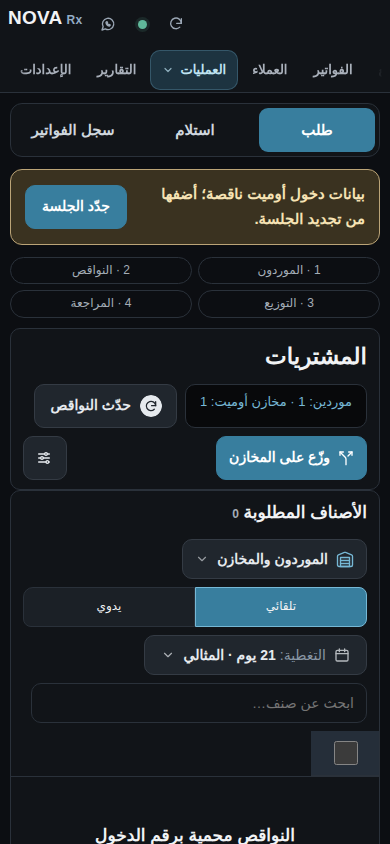 NOVA Rx
الفواتير
العملاء
العمليات
التقارير
الإعدادات
طلب
استلام
سجل الفواتير
بيانات دخول أوميت ناقصة؛ أضفها
من تجديد الجلسة.
جدّد الجلسة
1 · الموردون
2 · النواقص
3 · التوزيع
4 · المراجعة
المشتريات
موردين: 1 · مخازن أوميت: 1
حدّث النواقص
وزّع على المخازن
الأصناف المطلوبة 0
الموردون والمخازن
تلقائي
يدوي
التغطية: 21 يوم · المثالي
ابحث عن صنف…
النواقص محمية برقم الدخول